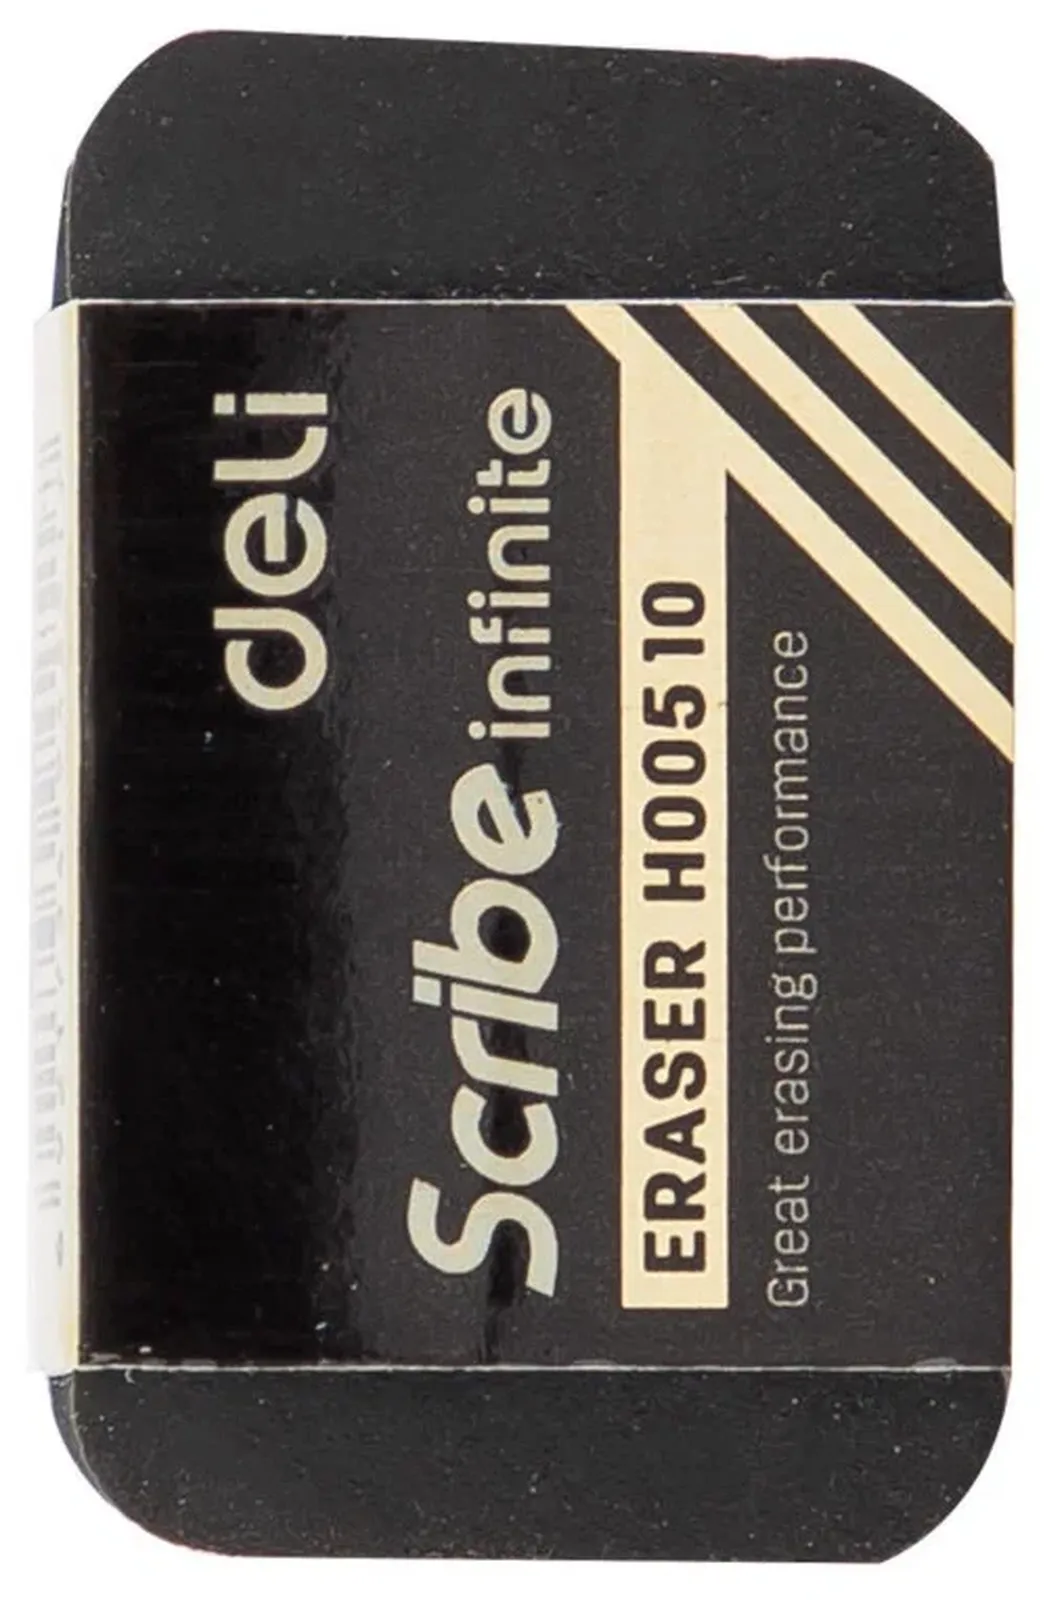 deli
Scribe infinite
ERASER H00510
Great erasing performance